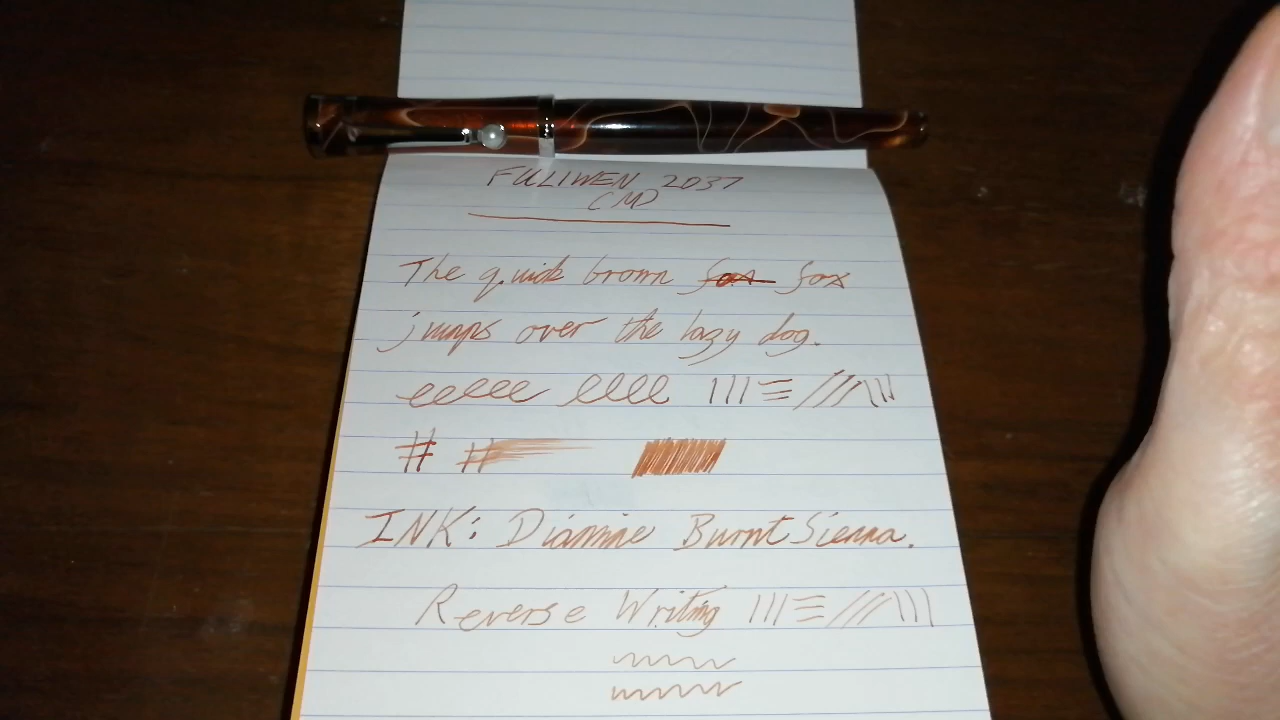 FULIWEN 2037
CMD
The quick brown fox fox
jumps over the lazy dog.
eeeee llll
# #
INK: Diamine Burnt Sienna.
Reverse Writing